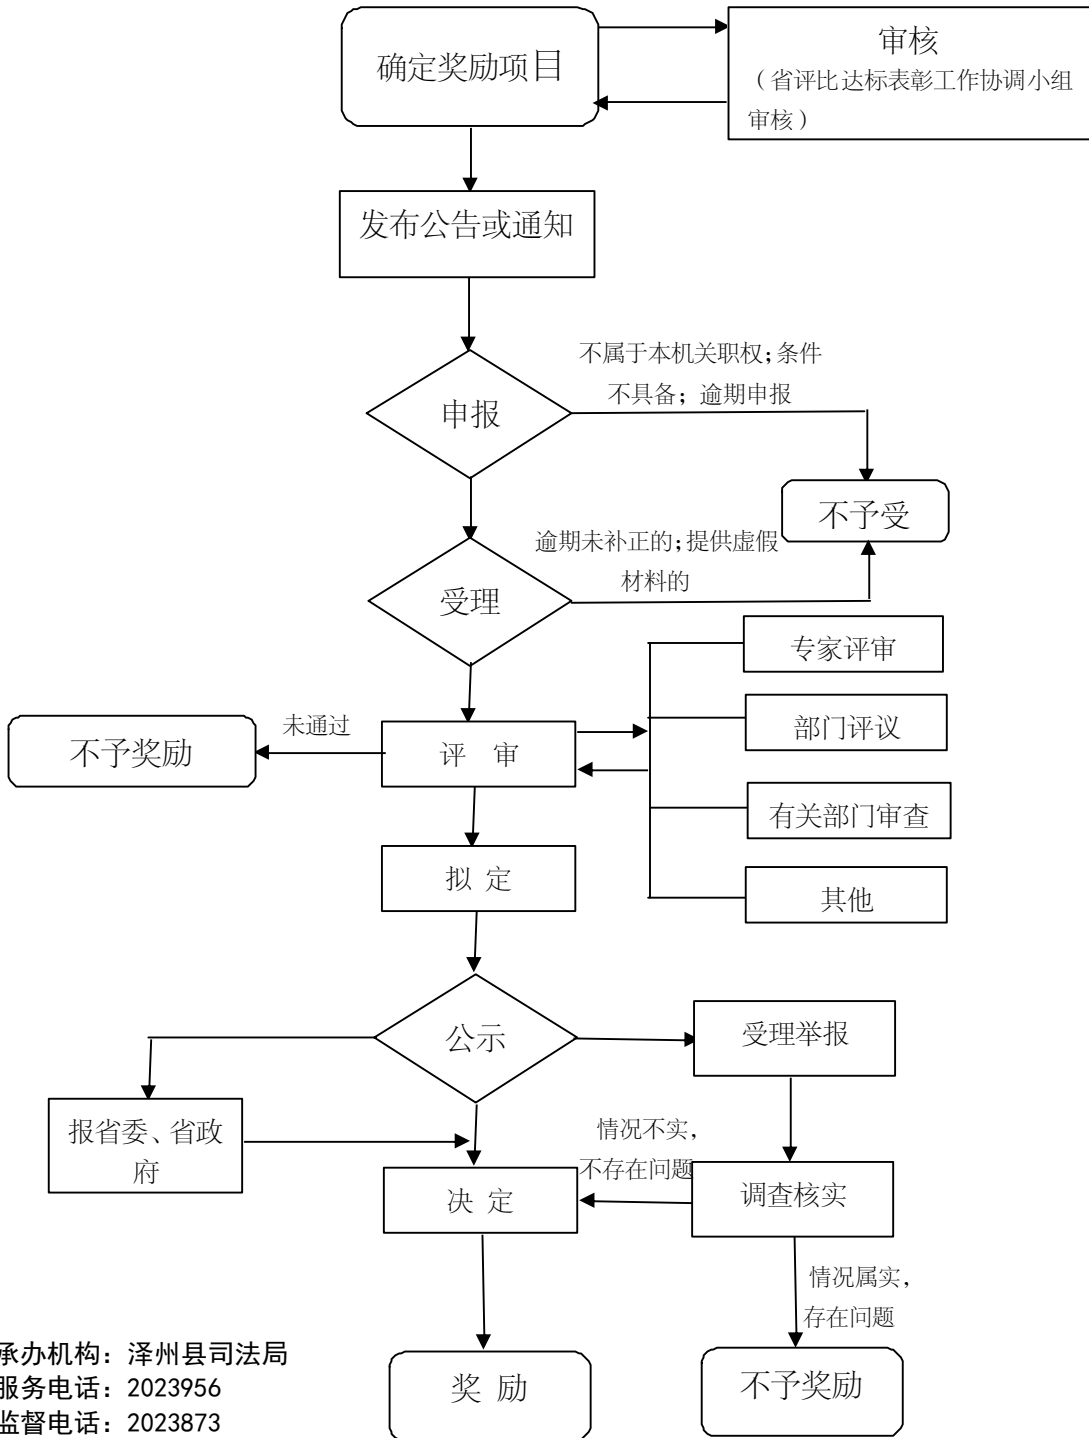 确定奖励项目
审核
（省评比达标表彰工作协调小组
审核）
发布公告或通知
不属于本机关职权；条件
不具备；逾期申报
申报
不予受
逾期未补正的；提供虚假
材料的
受理
专家评审
部门评议
未通过
不予奖励
评 审
有关部门审查
拟 定
其他
公示
受理举报
报省委、省政
府
情况不实，
不存在问题
决 定
调查核实
情况属实，
存在问题
奖 励
不予奖励
承办机构：泽州县司法局
服务电话：2023956
监督电话：2023873